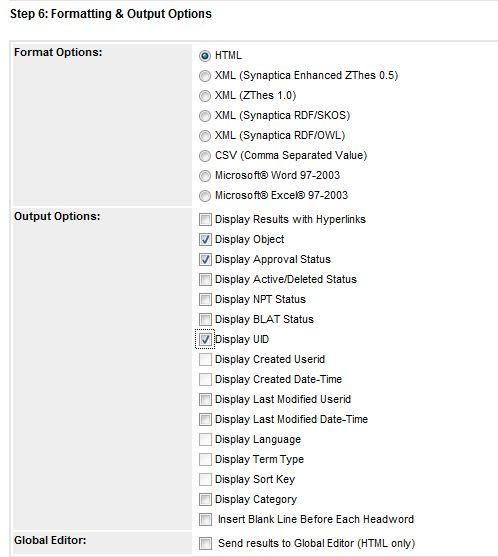 Step 6: Formatting & Output Options
Format Options:
HTML
XML (Synaptica Enhanced ZThes 0.5)
XML (ZThes 1.0)
XML (Synaptica RDF/SKOS)
XML (Synaptica RDF/OWL)
CSV (Comma Separated Value)
Microsoft® Word 97-2003
Microsoft® Excel® 97-2003
Output Options:
Display Results with Hyperlinks
Display Object
Display Approval Status
Display Active/Deleted Status
Display NPT Status
Display BLAT Status
Display UID
Display Created Userid
Display Created Date-Time
Display Last Modified Userid
Display Last Modified Date-Time
Display Language
Display Term Type
Display Sort Key
Display Category
Insert Blank Line Before Each Headword
Global Editor:
Send results to Global Editor (HTML only)